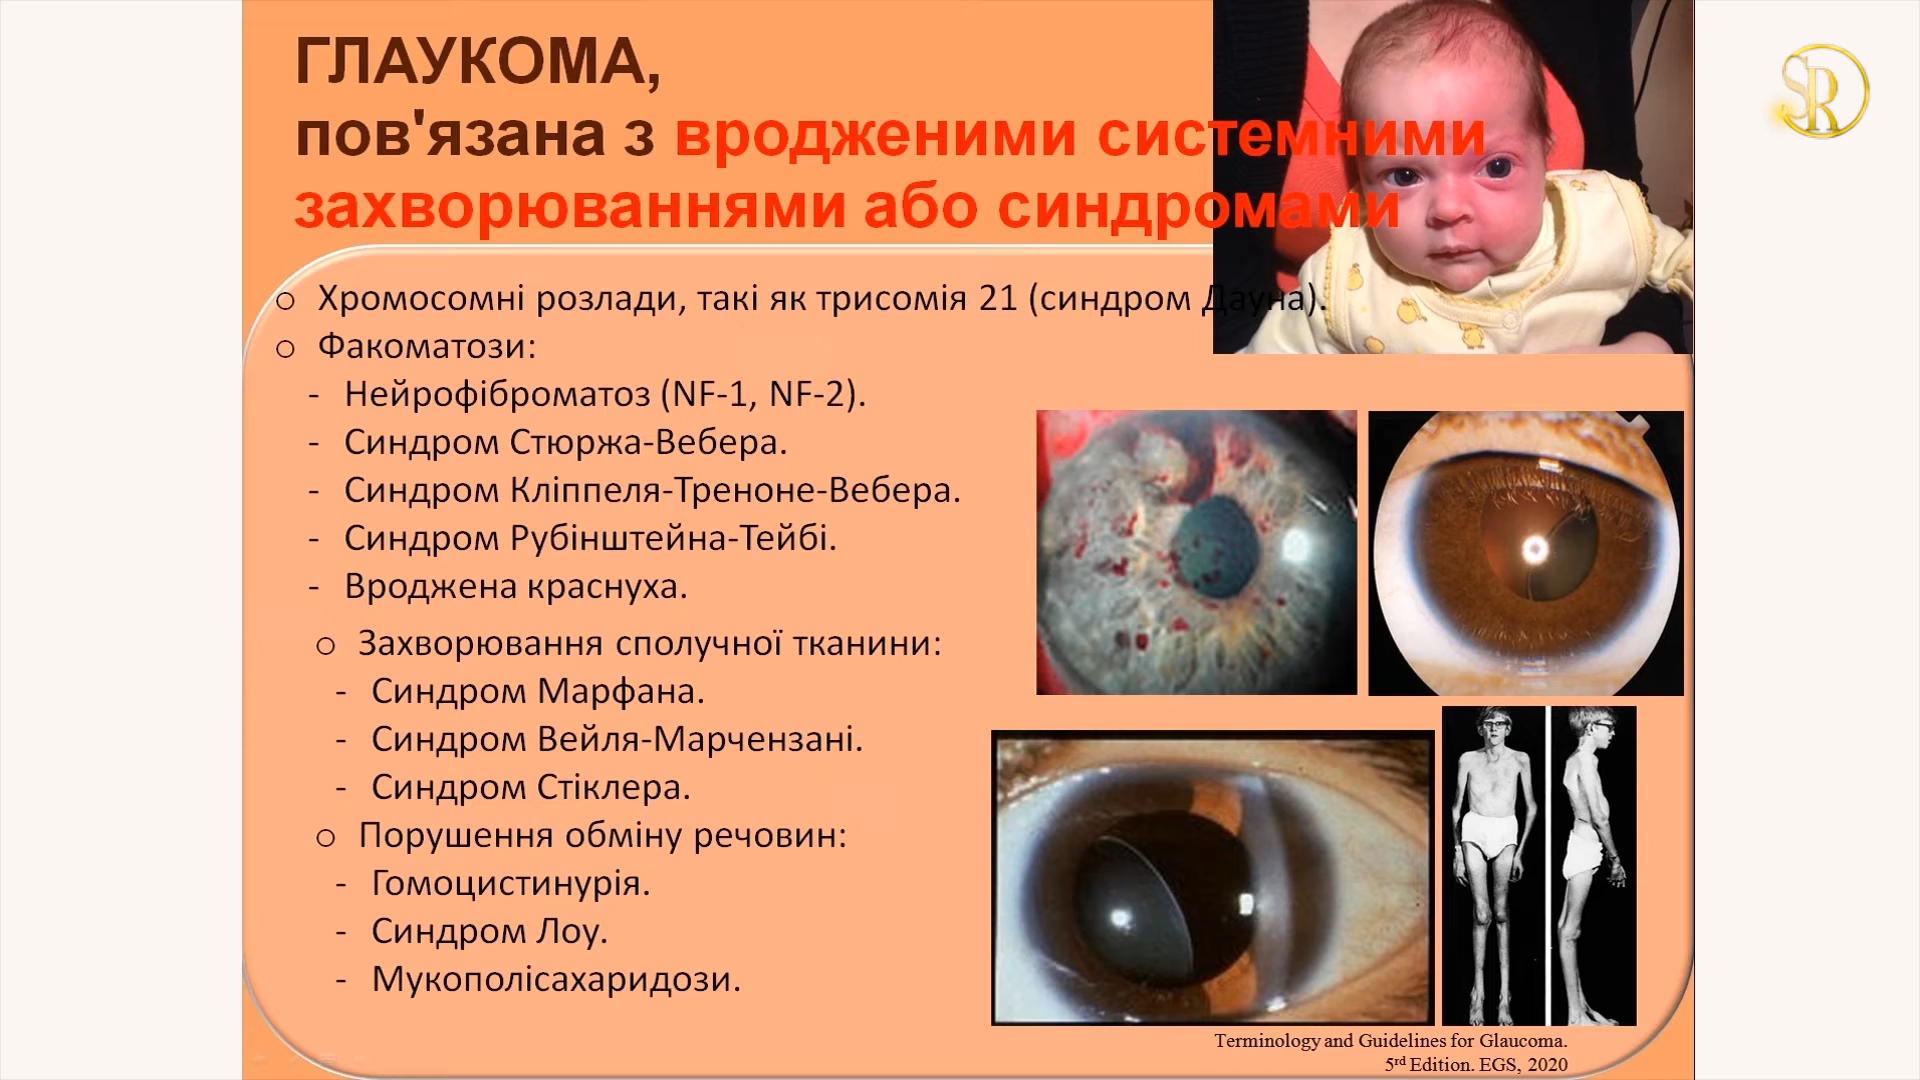 ГЛАУКОМА,
пов'язана з вродженими системними
захворюваннями або синдромами
SR
o Хромосомні розлади, такі як трисомія 21 (синдром Дауна).
o Факоматози:
- Нейрофіброматоз (NF-1, NF-2).
- Синдром Стюржа-Вебера.
- Синдром Кліппеля-Треноне-Вебера.
- Синдром Рубінштейна-Тейбі.
- Вроджена краснуха.
o Захворювання сполучної тканини:
- Синдром Марфана.
- Синдром Вейля-Марчензані.
- Синдром Стіклера.
o Порушення обміну речовин:
- Гомоцистинурія.
- Синдром Лоу.
- Мукополісахаридози.
Terminology and Guidelines for Glaucoma.
5rd Edition. EGS, 2020